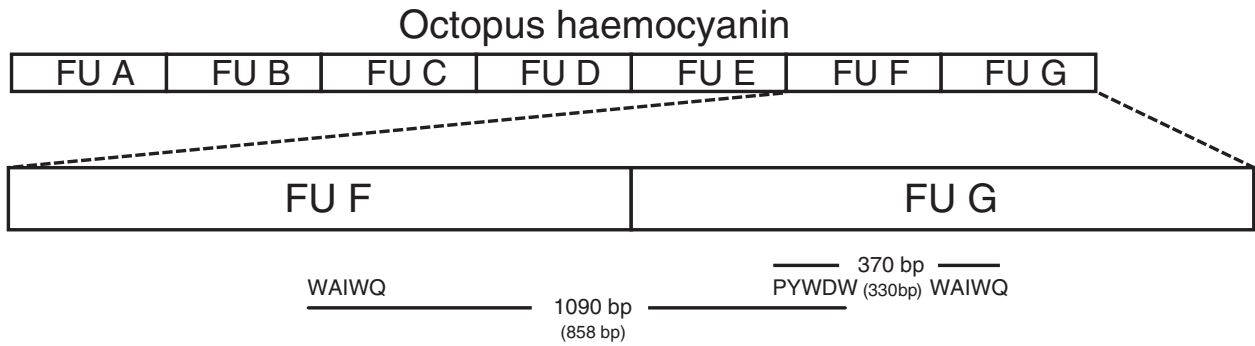 Octopus haemocyanin
FU A FU B FU C FU D FU E FU F FU G
FU F FU G
370 bp
WAIWQ PYWDW (330bp) WAIWQ
1090 bp
(858 bp)